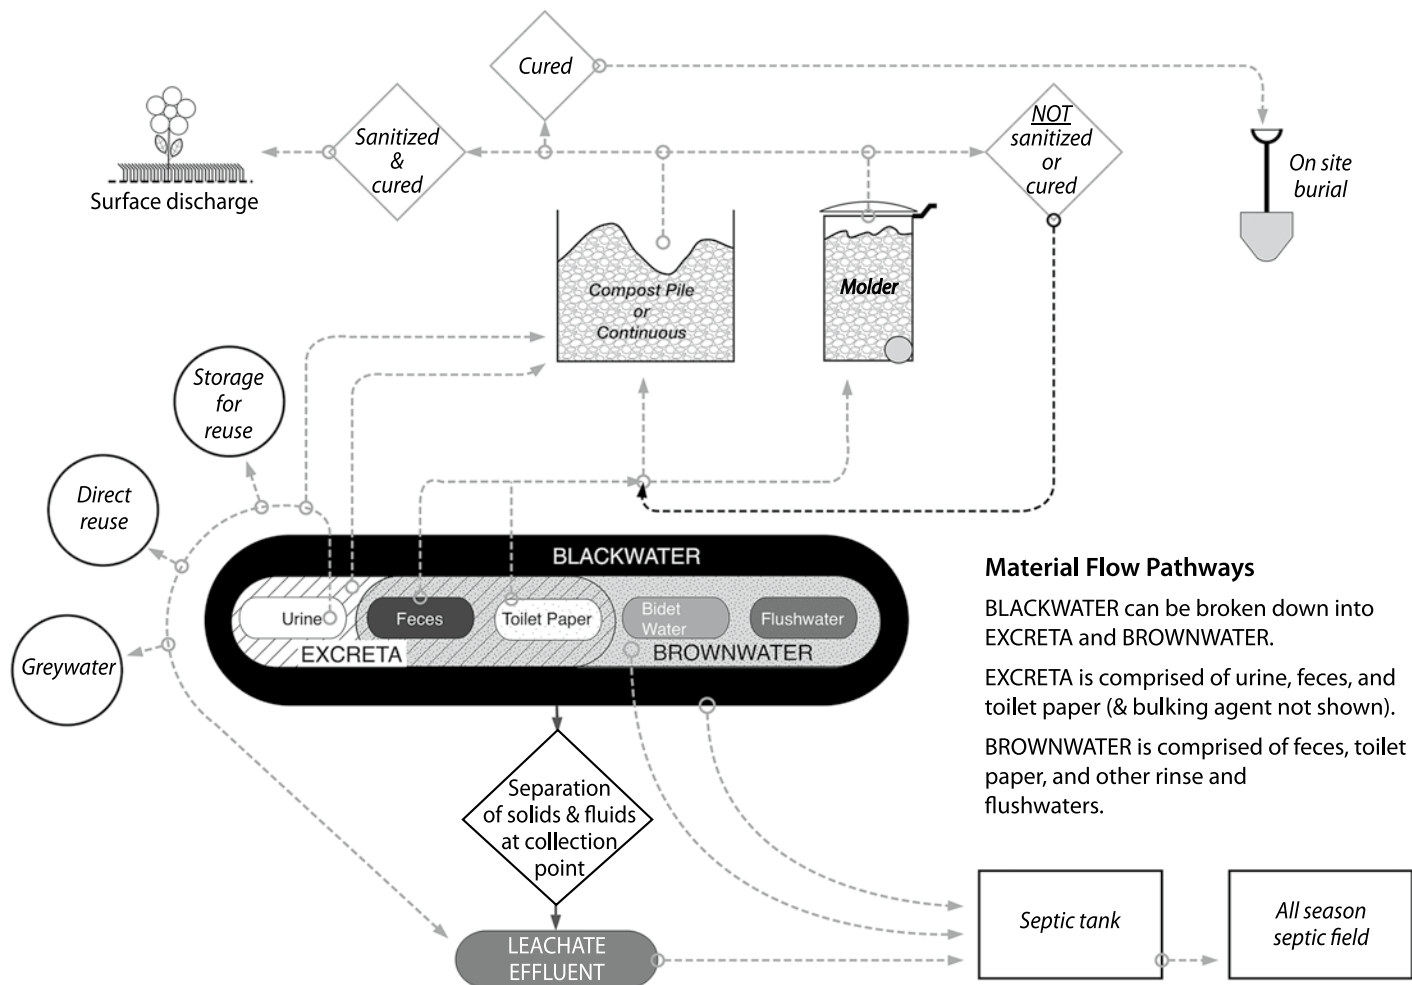 Cured
Sanitized
&
cured
NOT
sanitized
or
cured
On site
burial
Surface discharge
Compost Pile
or
Continuous
Molder
Storage
for
reuse
Direct
reuse
Greywater
BLACKWATER
Urine
Feces
Toilet Paper
Bidet
Water
Flushwater
EXCRETA
BROWNWATER
Material Flow Pathways
BLACKWATER can be broken down into
EXCRETA and BROWNWATER.
EXCRETA is comprised of urine, feces, and
toilet paper (& bulking agent not shown).
BROWNWATER is comprised of feces, toilet
paper, and other rinse and
flushwaters.
Separation
of solids & fluids
at collection
point
LEACHATE
EFFLUENT
Septic tank
All season
septic field